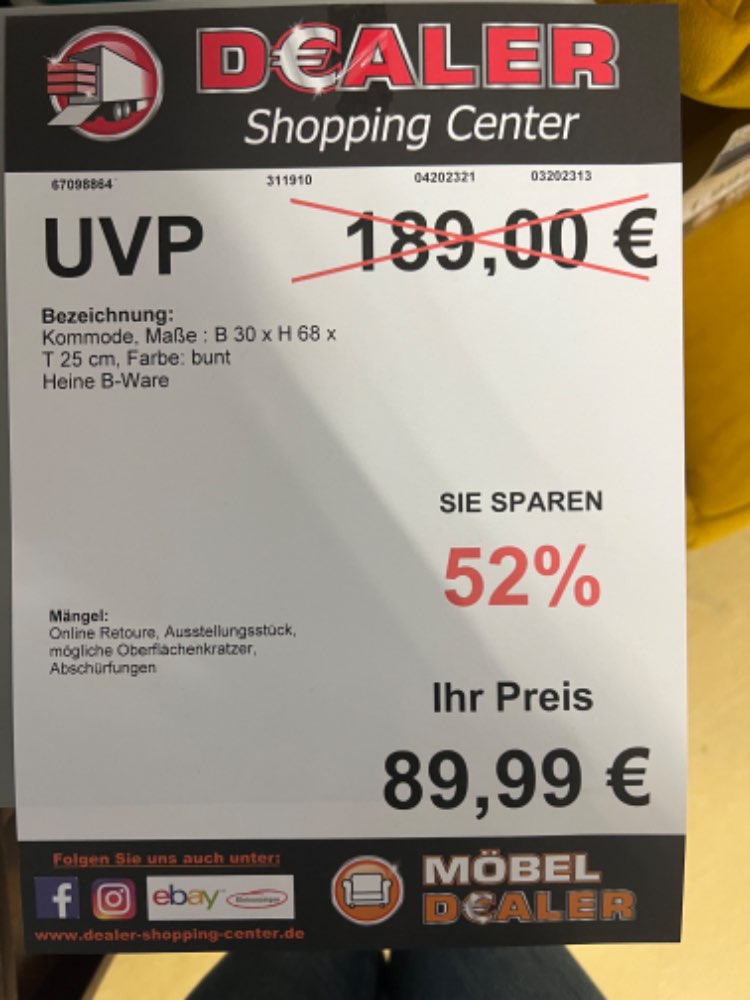 D€ALER
Shopping Center
67098864 311910 04202321 03202313
UVP 189,00 €
Bezeichnung:
Kommode, Maße : B 30 x H 68 x
T 25 cm, Farbe: bunt
Heine B-Ware
SIE SPAREN
52%
Mängel:
Online Retoure, Ausstellungsstück,
mögliche Oberflächenkratzer,
Abschürfungen
Ihr Preis
89,99 €
Folgen Sie uns auch unter:
f ebay
www.dealer-shopping-center.de
MÖBEL
D€ALER